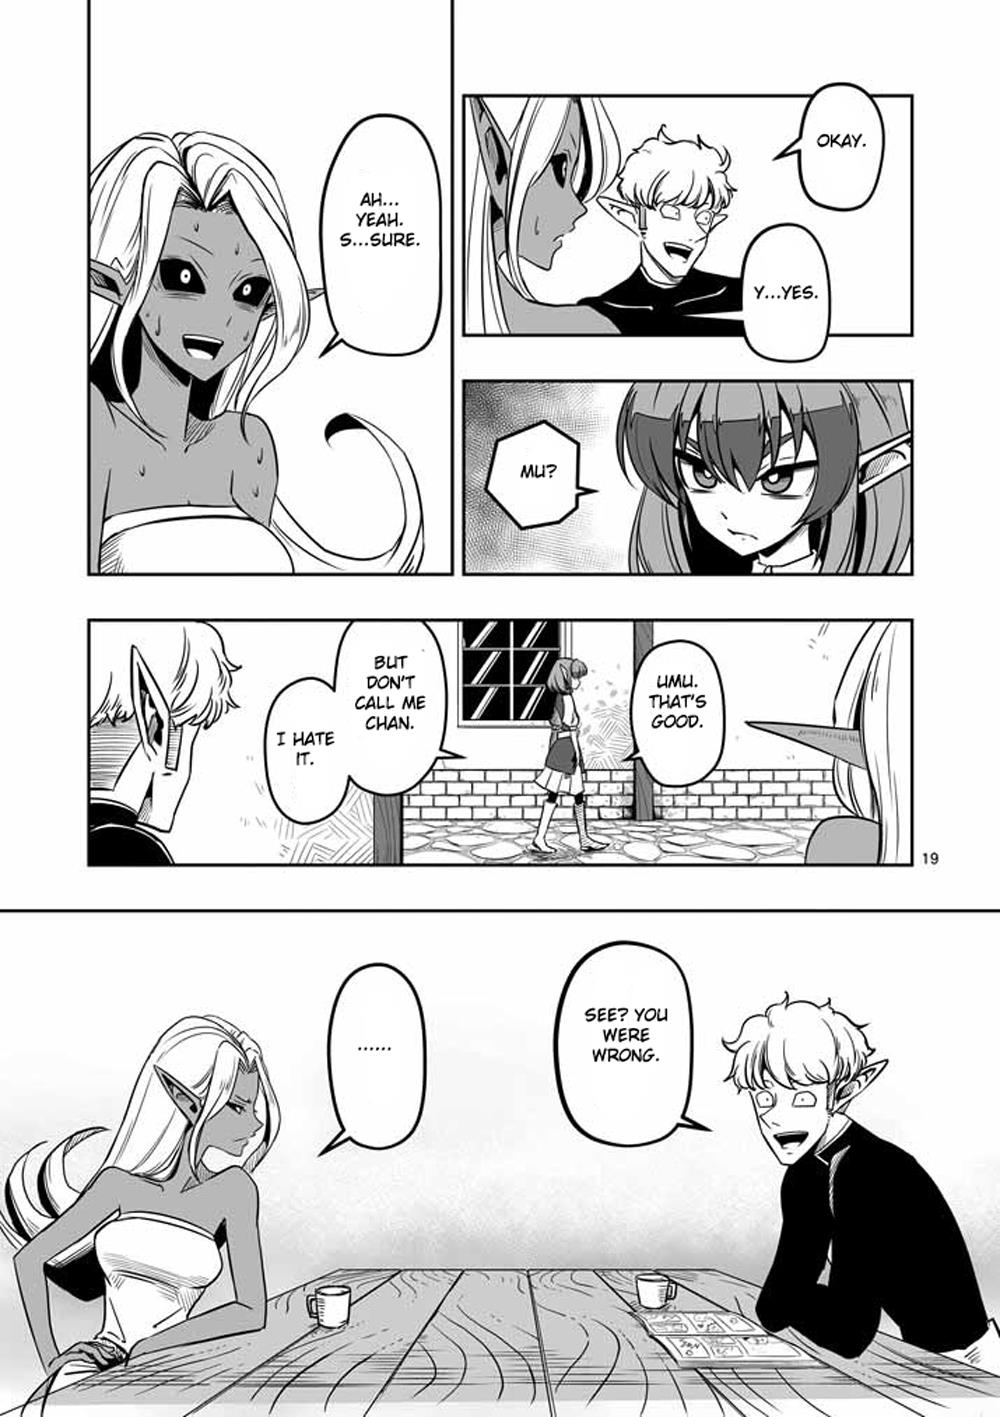 OKAY.
Y...YES.
AH...
YEAH.
S...SURE.
MU?
UMU.
THAT'S
GOOD.
BUT
DON'T
CALL ME
CHAN.
I HATE
IT.
19
SEE? YOU
WERE
WRONG.
......